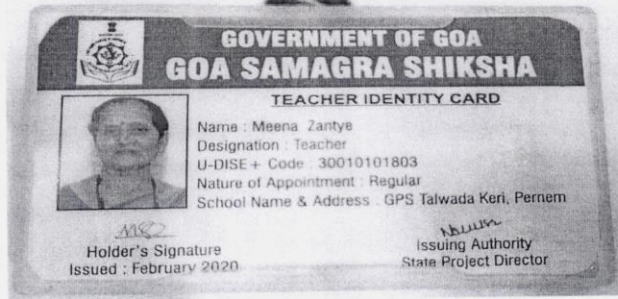 GOVERNMENT OF GOA
GOA SAMAGRA SHIKSHA
TEACHER IDENTITY CARD
Name : Meena Zantye
Designation : Teacher
U-DISE+ Code : 30010101803
Nature of Appointment : Regular
School Name & Address : GPS Talwada Keri, Pernem
Holder's Signature
Issued : February 2020
Issuing Authority
State Project Director